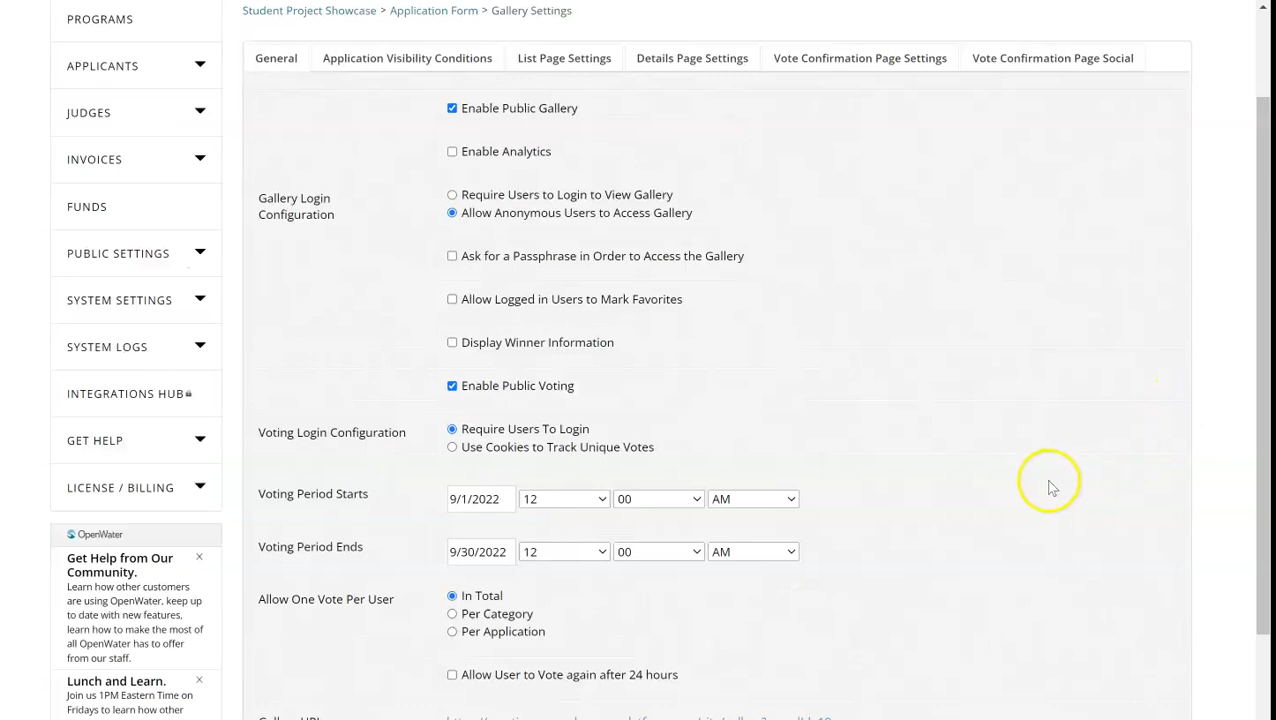 Student Project Showcase > Application Form > Gallery Settings
PROGRAMS
APPLICANTS
JUDGES
INVOICES
FUNDS
PUBLIC SETTINGS
SYSTEM SETTINGS
SYSTEM LOGS
INTEGRATIONS HUB
GET HELP
LICENSE / BILLING
OpenWater
Get Help from Our
Community.
Learn how other customers
are using OpenWater, keep up
to date with new features,
learn how to make the most of
all OpenWater has to offer
from our staff.
Lunch and Learn.
Join us 1PM Eastern Time on
Fridays to learn how other
General
Application Visibility Conditions
List Page Settings
Details Page Settings
Vote Confirmation Page Settings
Vote Confirmation Page Social
Enable Public Gallery
Enable Analytics
Gallery Login
Configuration
Require Users to Login to View Gallery
Allow Anonymous Users to Access Gallery
Ask for a Passphrase in Order to Access the Gallery
Allow Logged in Users to Mark Favorites
Display Winner Information
Enable Public Voting
Voting Login Configuration
Require Users To Login
Use Cookies to Track Unique Votes
Voting Period Starts
9/1/2022 12 00 AM
Voting Period Ends
9/30/2022 12 00 AM
Allow One Vote Per User
In Total
Per Category
Per Application
Allow User to Vote again after 24 hours